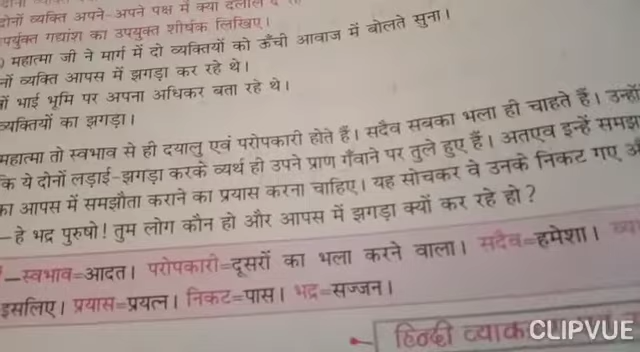 दोनों व्यक्ति अपने-अपने पक्ष में क्या दलील दे रहे
उपर्युक्त गद्यांश का उपयुक्त शीर्षक लिखिए।
) महात्मा जी ने मार्ग में दो व्यक्तियों को ऊँची आवाज में बोलते सुना।
नों व्यक्ति आपस में झगड़ा कर रहे थे।
नों भाई भूमि पर अपना अधिकर बता रहे थे।
व्यक्तियों का झगड़ा।
महात्मा तो स्वभाव से ही दयालु एवं परोपकारी होते हैं। सदैव सबका भला ही चाहते हैं। उन्हों
कि ये दोनों लड़ाई-झगड़ा करके व्यर्थ ही उपने प्राण गँवाने पर तुले हुए हैं। अतएव इन्हें समझा
का आपस में समझौता कराने का प्रयास करना चाहिए। यह सोचकर वे उनके निकट गए औ
–हे भद्र पुरुषो! तुम लोग कौन हो और आपस में झगड़ा क्यों कर रहे हो?
–स्वभाव=आदत। परोपकारी=दूसरों का भला करने वाला। सदैव=हमेशा।
इसलिए। प्रयास=प्रयत्न। निकट=पास। भद्र=सज्जन।
हिन्दी व्याक
CLIPVUE